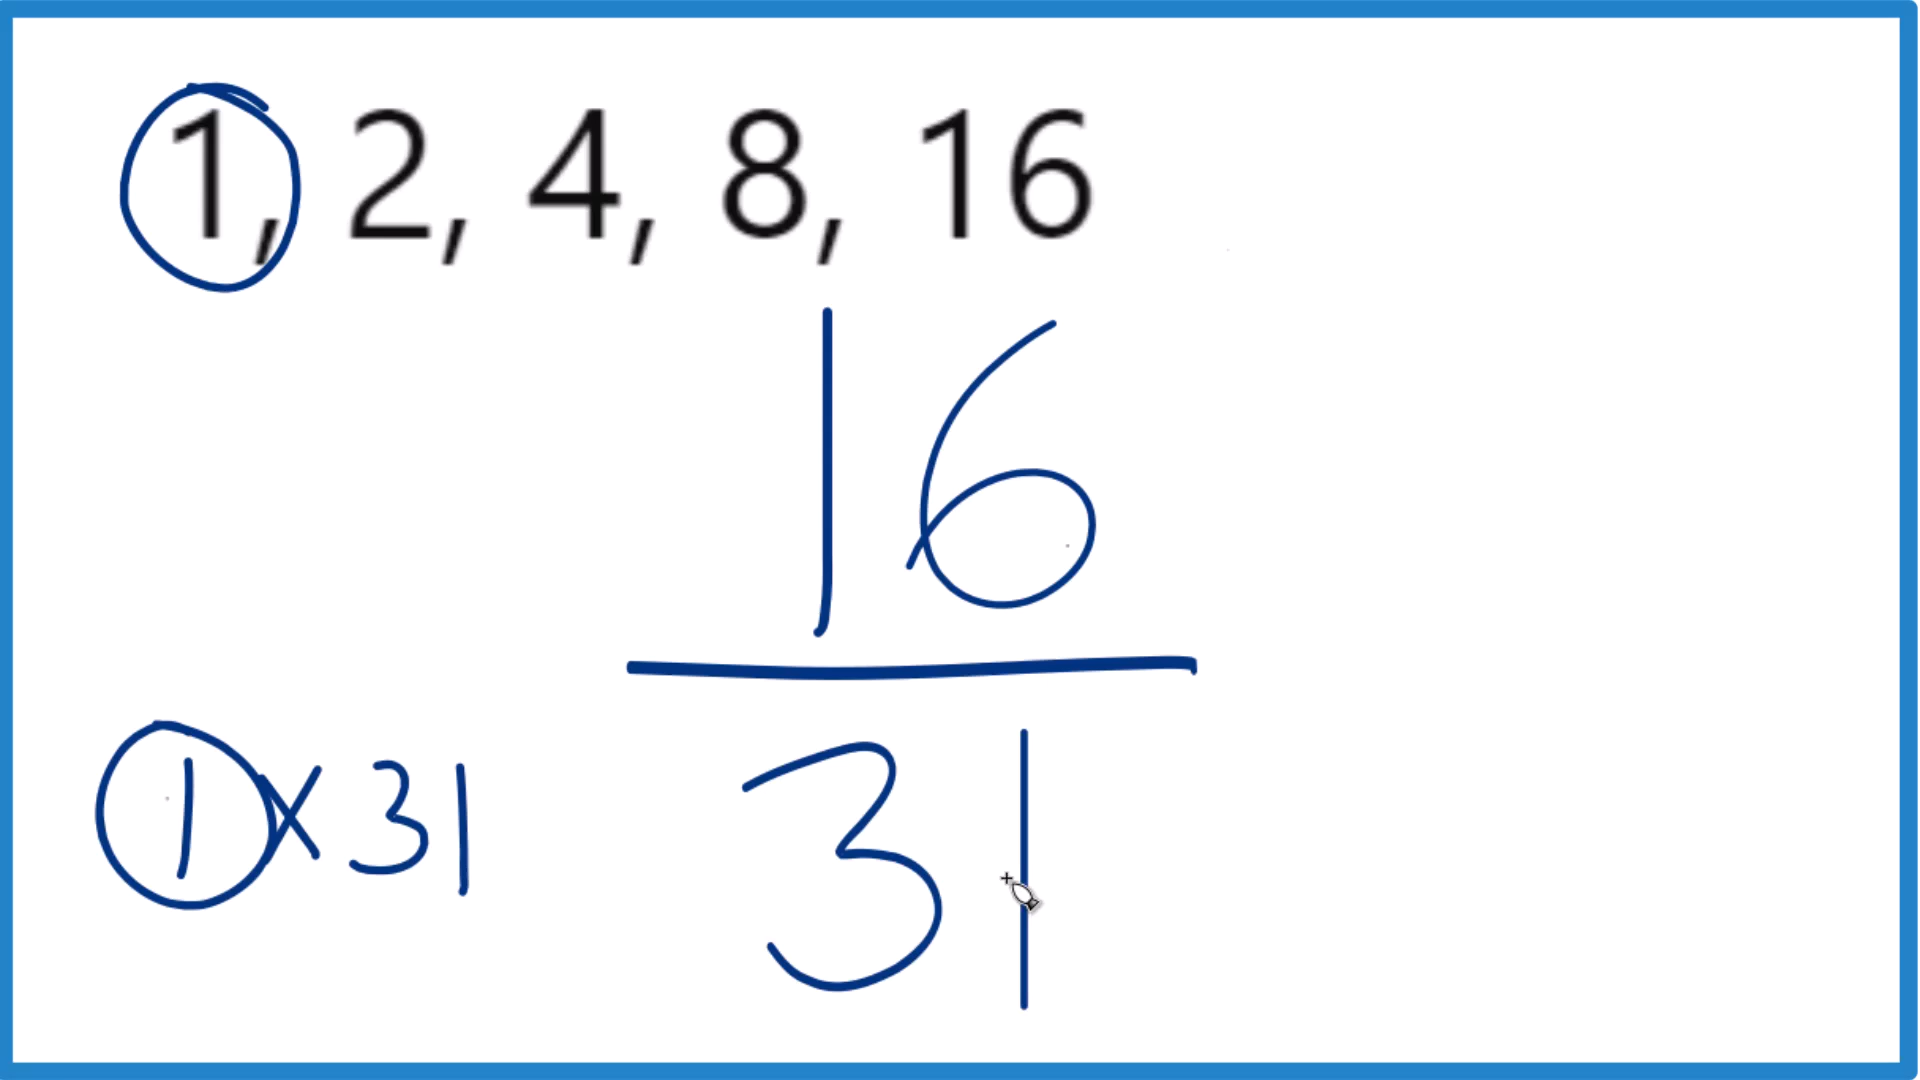 1, 2, 4, 8, 16
16
31
1 x 31